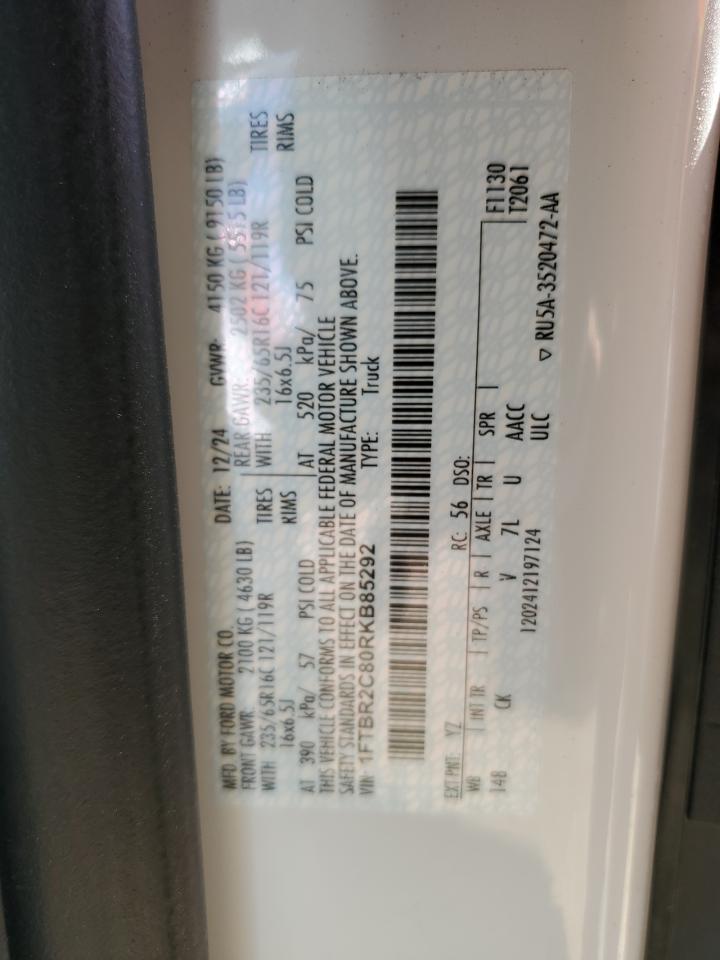 MFD. BY FORD MOTOR CO. DATE: 12/24 GVWR: 4150 KG ( 9150 LB)
FRONT GAWR: 2100 KG ( 4630 LB) REAR GAWR: 2502 KG ( 5515 LB)
WITH 235/65R16C 121/119R TIRES WITH 235/65R16C 121/119R TIRES
16x6.5J RIMS 16x6.5J RIMS
AT 390 kPa/ 57 PSI COLD AT 520 kPa/ 75 PSI COLD
THIS VEHICLE CONFORMS TO ALL APPLICABLE FEDERAL MOTOR VEHICLE
SAFETY STANDARDS IN EFFECT ON THE DATE OF MANUFACTURE SHOWN ABOVE.
VIN: 1FTBR2C80RKB85292 TYPE: Truck
EXT PNT: YZ RC: 56 DSO:
WB INT TR TP/PS R AXLE TR SPR F1130
148 CK V 7L U AACC T2061
1202412197124 ULC
▽ RU5A-3520472-AA